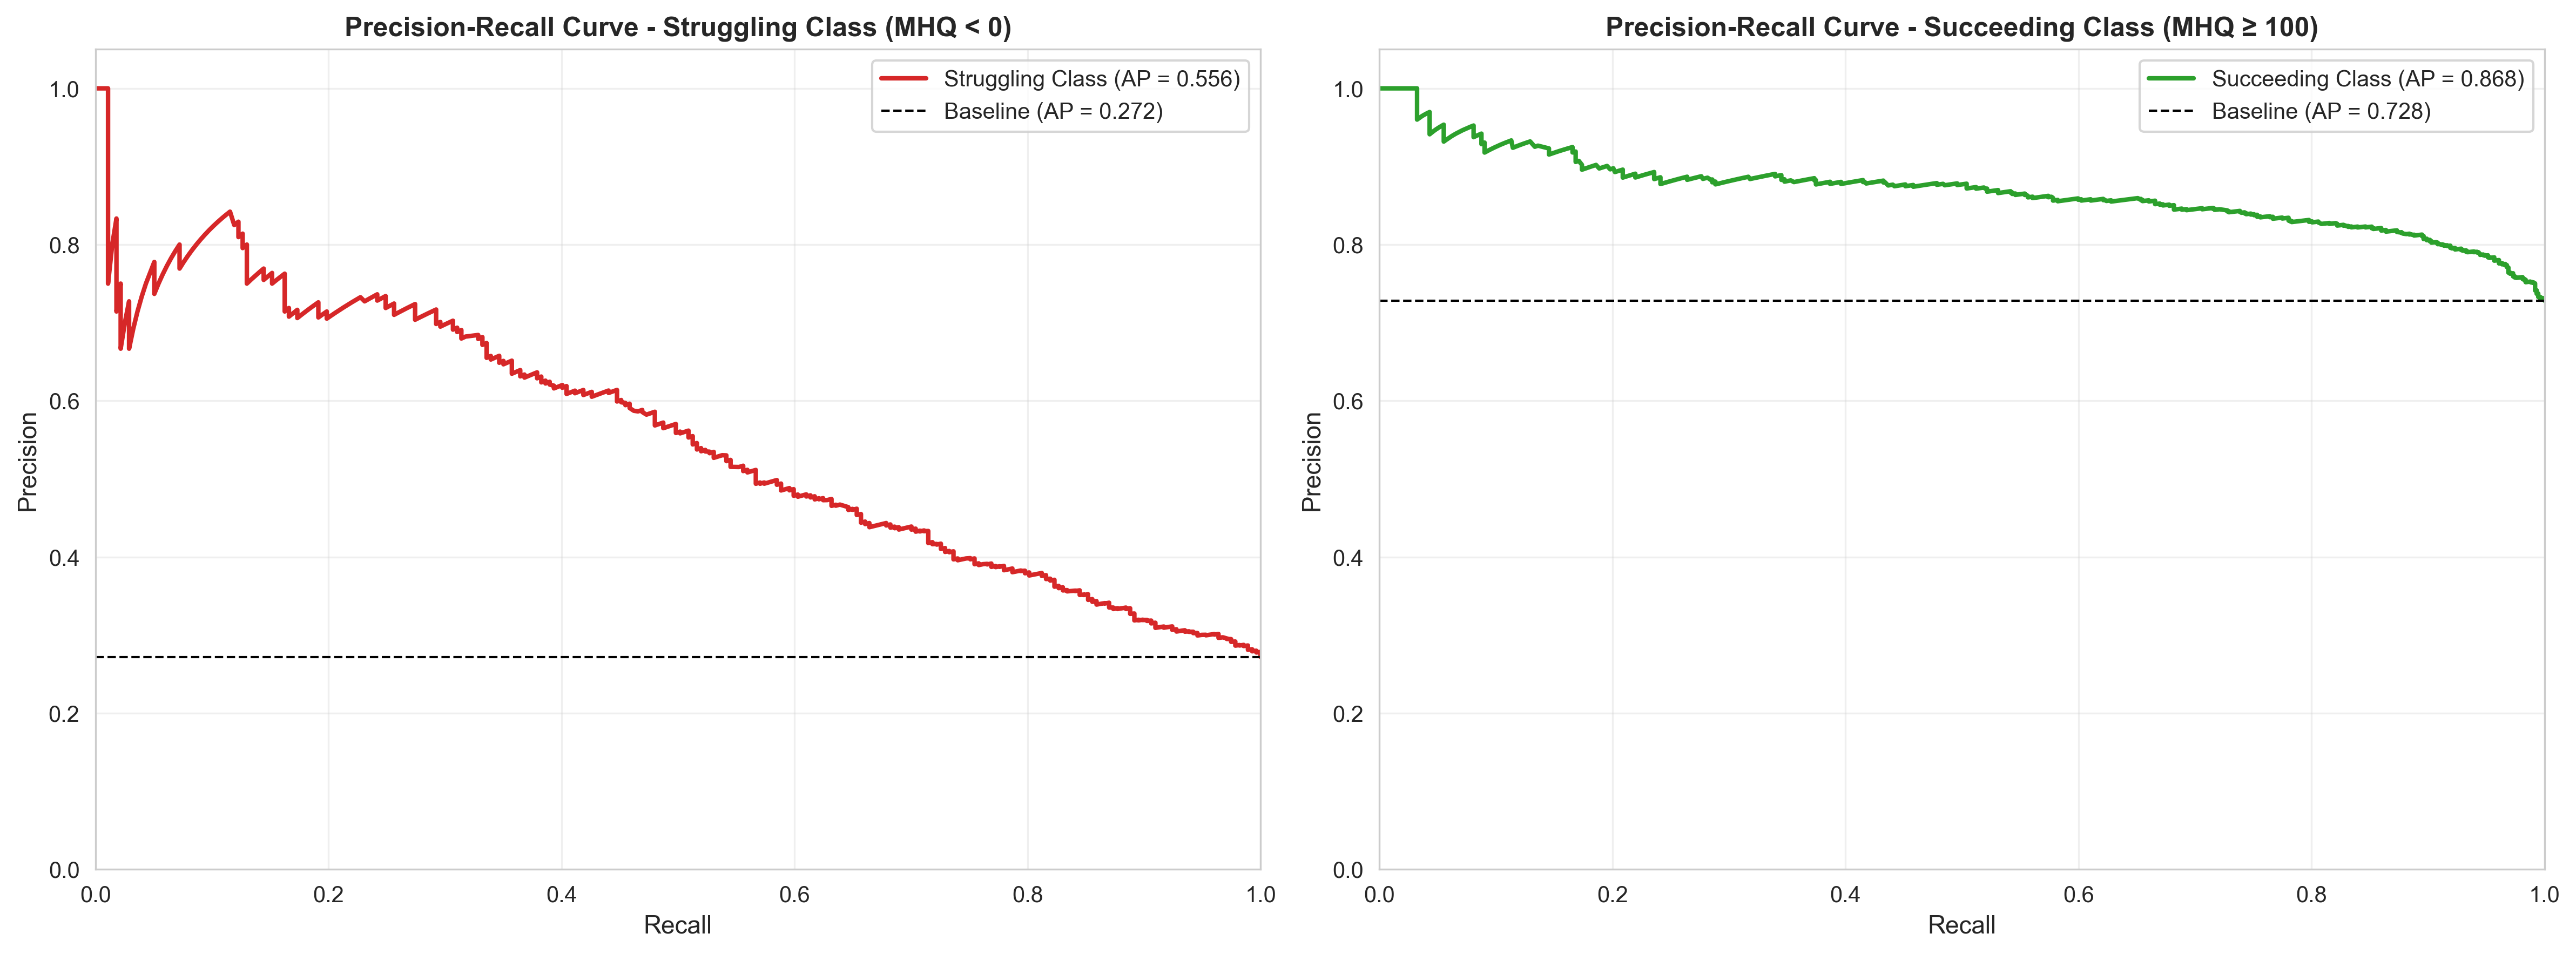 Precision-Recall Curve - Struggling Class (MHQ < 0)
Struggling Class (AP = 0.556)
Baseline (AP = 0.272)
1.0
0.8
0.6
0.4
0.2
0.0
Precision
0.0 0.2 0.4 0.6 0.8 1.0
Recall
Precision-Recall Curve - Succeeding Class (MHQ ≥ 100)
Succeeding Class (AP = 0.868)
Baseline (AP = 0.728)
1.0
0.8
0.6
0.4
0.2
0.0
Precision
0.0 0.2 0.4 0.6 0.8 1.0
Recall